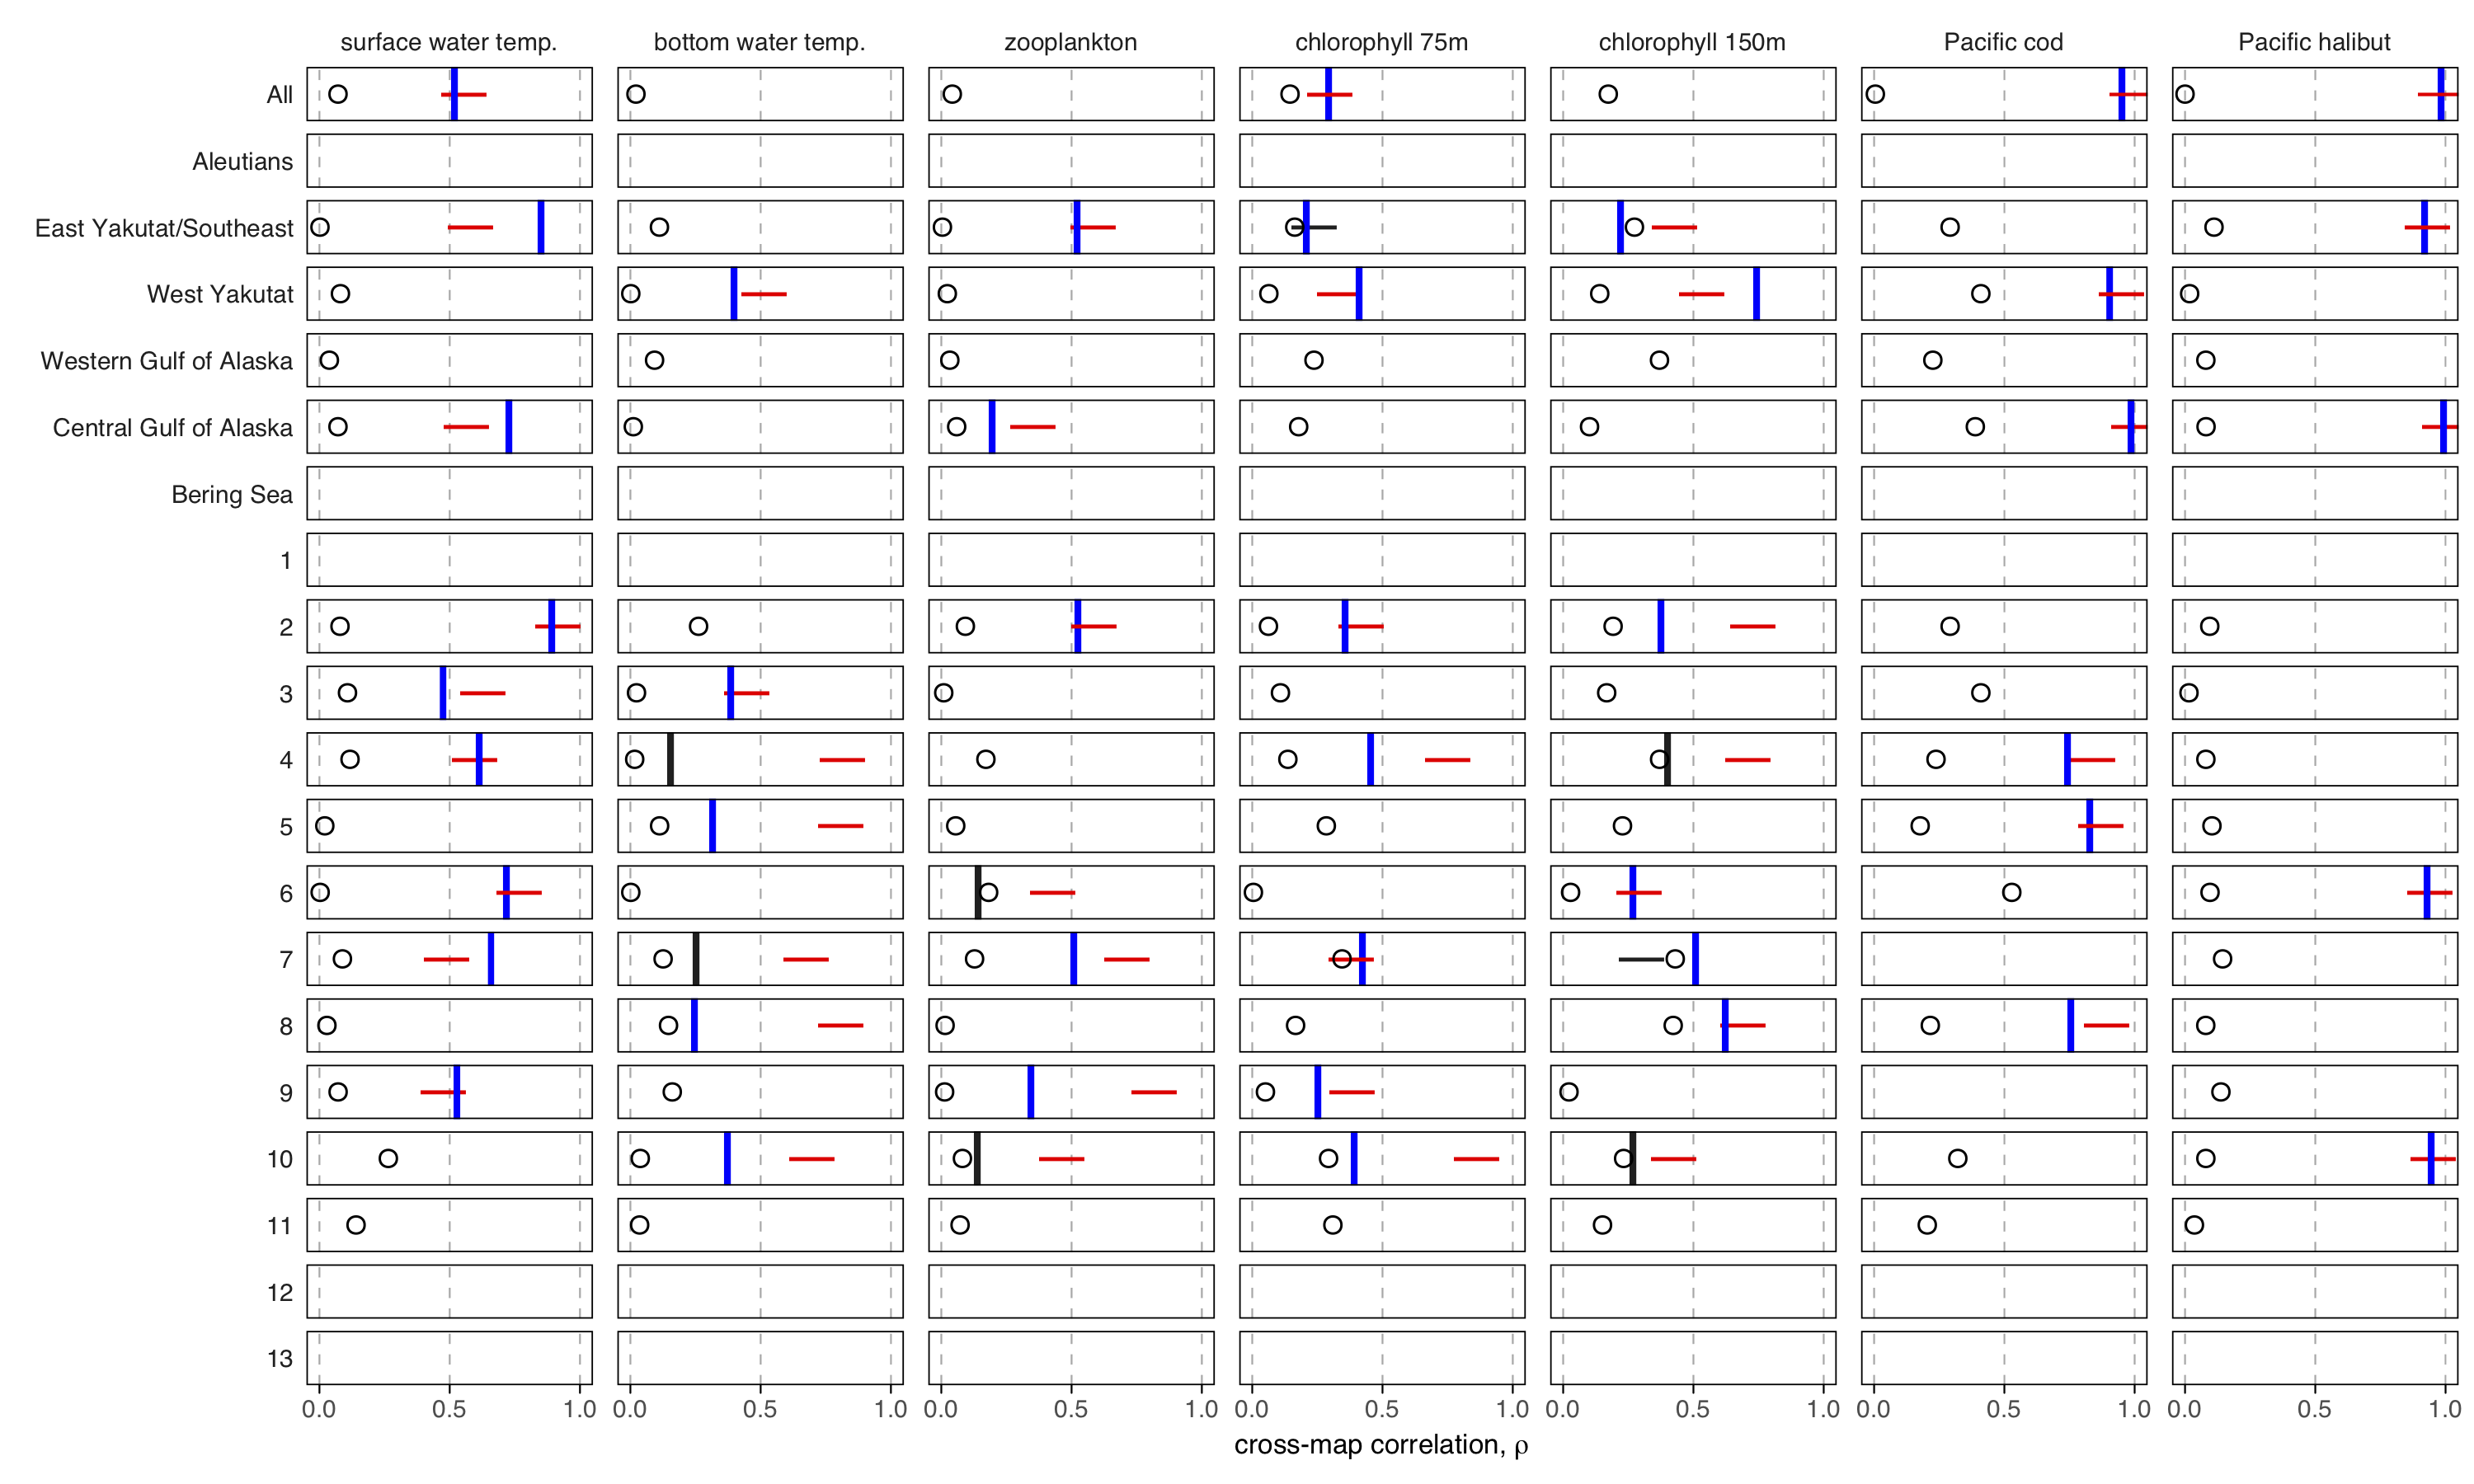 surface water temp. bottom water temp. zooplankton chlorophyll 75m chlorophyll 150m Pacific cod Pacific halibut
All
Aleutians
East Yakutat/Southeast
West Yakutat
Western Gulf of Alaska
Central Gulf of Alaska
Bering Sea
1
2
3
4
5
6
7
8
9
10
11
12
13
0.0 0.5 1.0 0.0 0.5 1.0 0.0 0.5 1.0 0.0 0.5 1.0 0.0 0.5 1.0 0.0 0.5 1.0 0.0 0.5 1.0
cross-map correlation, ρ